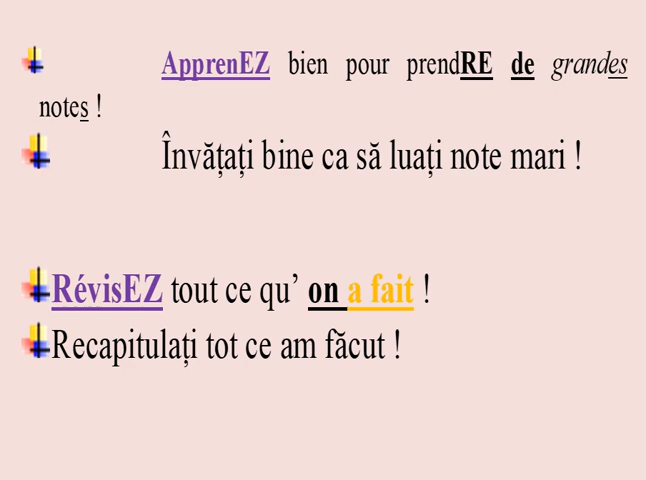 ApprenEZ bien pour prendRE de grandes
notes !
Învățați bine ca să luați note mari !
RévisEZ tout ce qu’ on a fait !
Recapitulați tot ce am făcut !